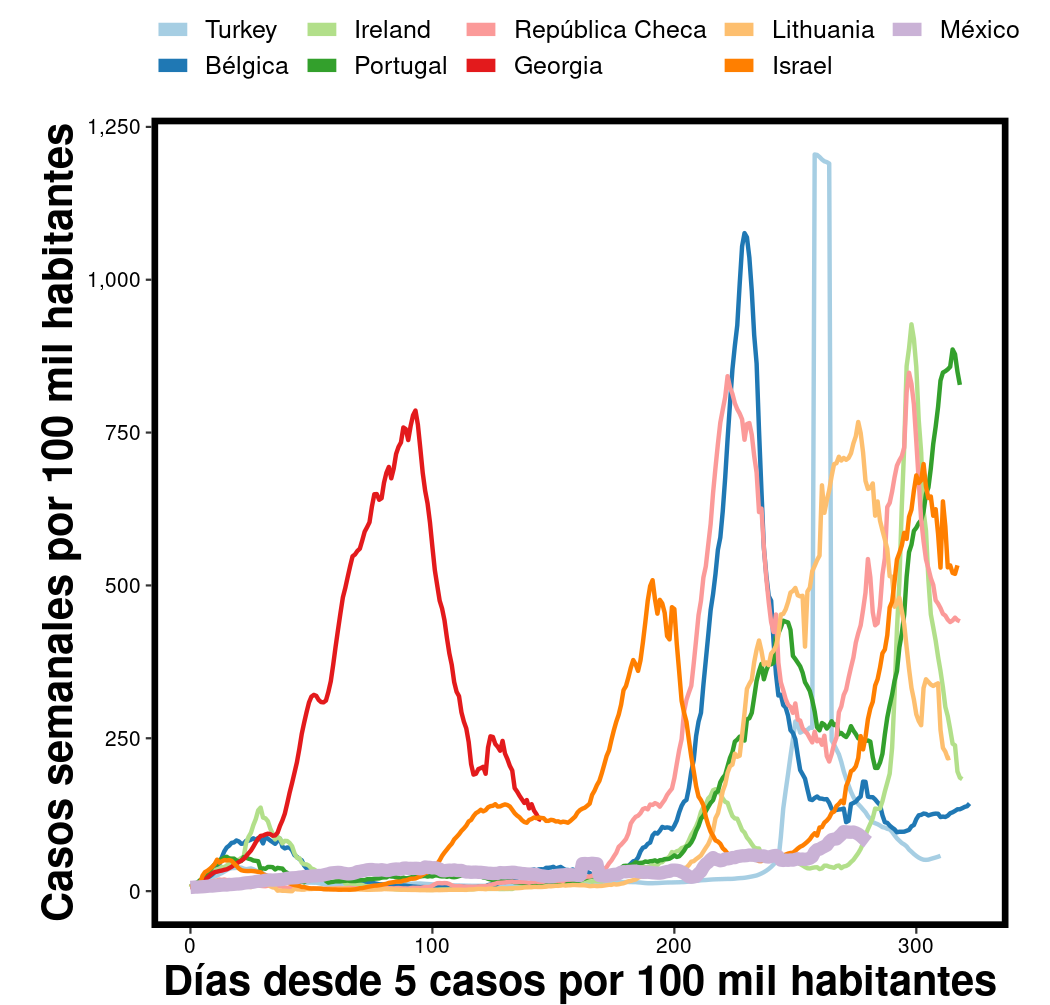 Turkey Ireland República Checa Lithuania México
Bélgica Portugal Georgia Israel
Casos semanales por 100 mil habitantes
1,250
1,000
750
500
250
0
0 100 200 300
Días desde 5 casos por 100 mil habitantes